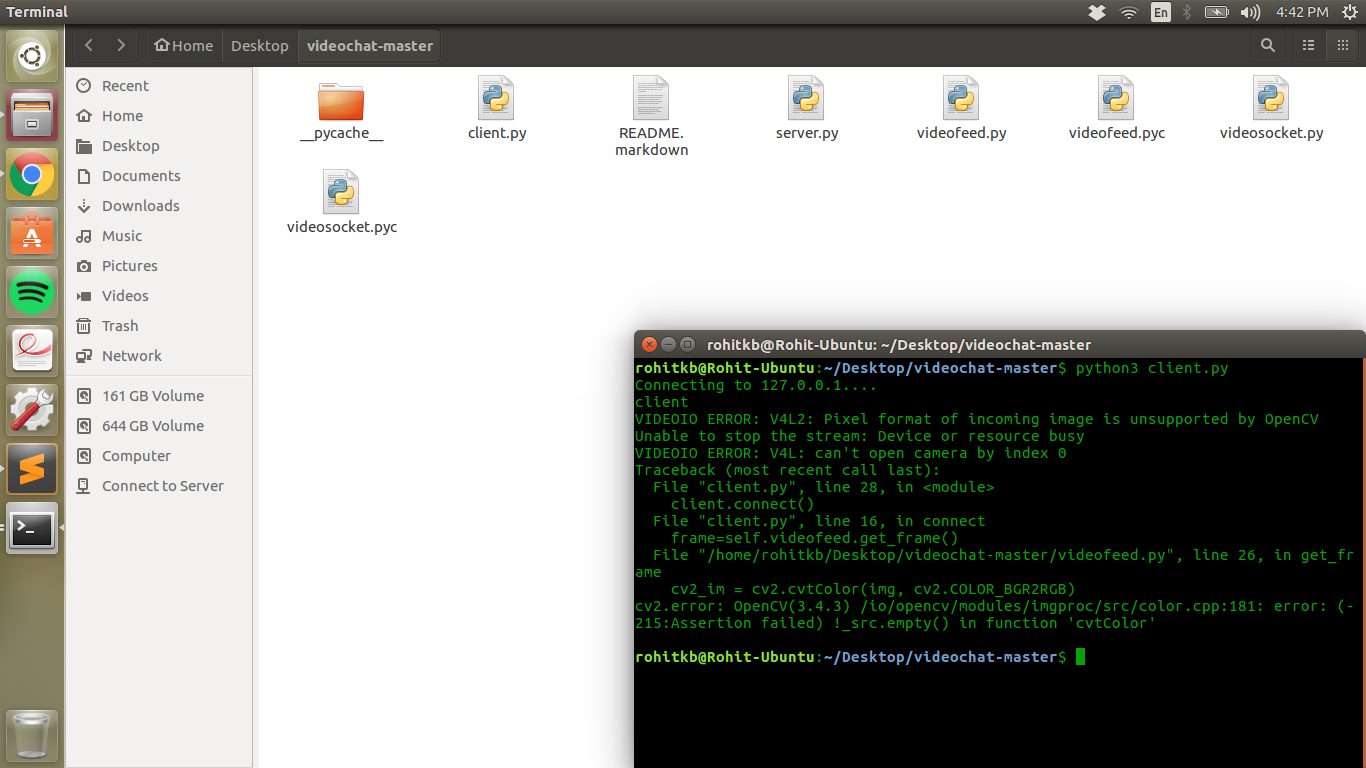 Terminal
En
4:42 PM
Home
Desktop
videochat-master
Recent
Home
Desktop
Documents
Downloads
Music
Pictures
Videos
Trash
Network
161 GB Volume
644 GB Volume
Computer
Connect to Server
__pycache__
client.py
README.
markdown
server.py
videofeed.py
videofeed.pyc
videosocket.py
videosocket.pyc
rohitkb@Rohit-Ubuntu: ~/Desktop/videochat-master
rohitkb@Rohit-Ubuntu:~/Desktop/videochat-master$ python3 client.py
Connecting to 127.0.0.1....
client
VIDEOIO ERROR: V4L2: Pixel format of incoming image is unsupported by OpenCV
Unable to stop the stream: Device or resource busy
VIDEOIO ERROR: V4L: can't open camera by index 0
Traceback (most recent call last):
  File "client.py", line 28, in <module>
    client.connect()
  File "client.py", line 16, in connect
    frame=self.videofeed.get_frame()
  File "/home/rohitkb/Desktop/videochat-master/videofeed.py", line 26, in get_fr
ame
    cv2_im = cv2.cvtColor(img, cv2.COLOR_BGR2RGB)
cv2.error: OpenCV(3.4.3) /io/opencv/modules/imgproc/src/color.cpp:181: error: (-
215:Assertion failed) !_src.empty() in function 'cvtColor'
rohitkb@Rohit-Ubuntu:~/Desktop/videochat-master$